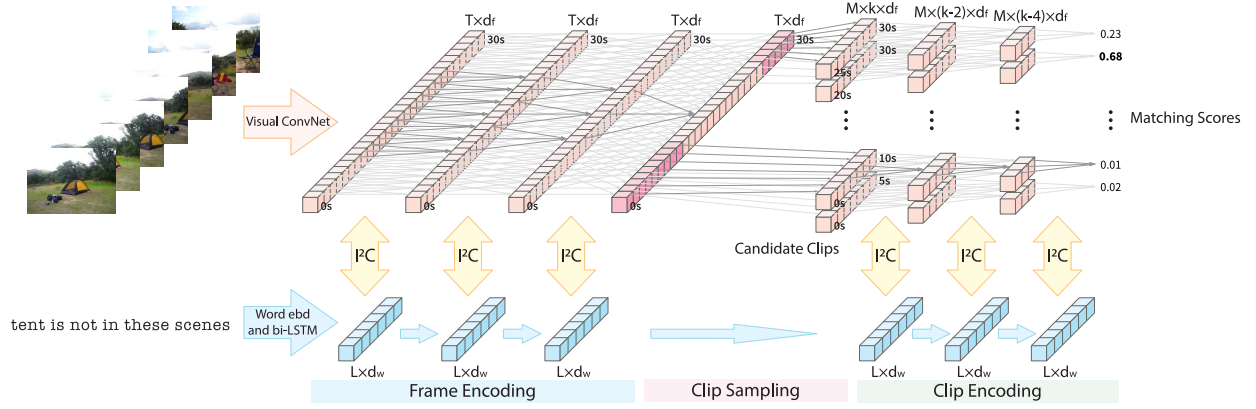 T×df T×df T×df T×df M×k×df M×(k-2)×df M×(k-4)×df
30s 30s 30s 30s 30s
30s
0.23
0.68
25s
20s
Visual ConvNet
Matching Scores
10s
5s
0.01
0.02
0s 0s 0s 0s 0s
0s
Candidate Clips
I²C I²C I²C I²C I²C I²C
tent is not in these scenes
Word ebd
and bi-LSTM
L×dw L×dw L×dw L×dw L×dw L×dw
Frame Encoding Clip Sampling Clip Encoding